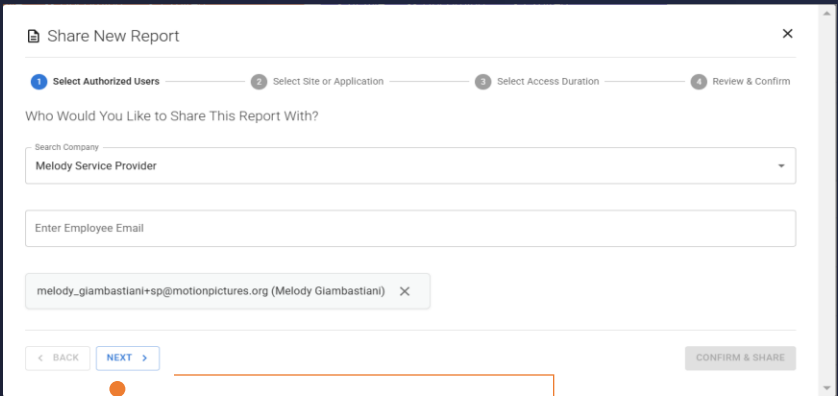 Share New Report
1 Select Authorized Users 2 Select Site or Application 3 Select Access Duration 4 Review & Confirm
Who Would You Like to Share This Report With?
Search Company
Melody Service Provider
Enter Employee Email
melody_giambastiani+sp@motionpictures.org (Melody Giambastiani)
BACK NEXT CONFIRM & SHARE